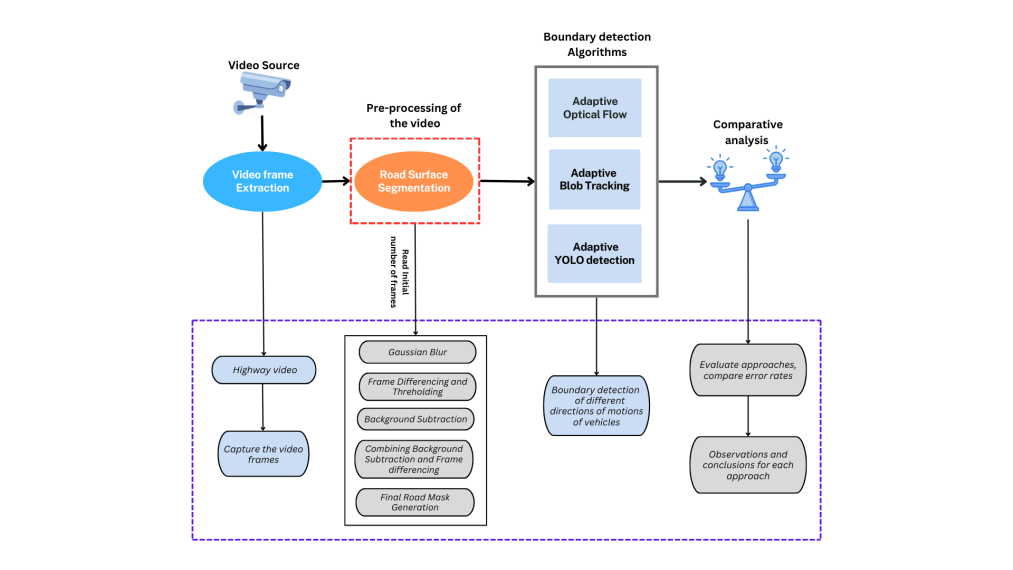 Boundary detection
Algorithms
Video Source
Pre-processing of
the video
Comparative
analysis
Video frame
Extraction
Road Surface
Segmentation
Adaptive
Optical Flow
Adaptive
Blob Tracking
Adaptive
YOLO detection
Read Initial
number of frames
Highway video
Capture the video
frames
Gaussian Blur
Frame Differencing and
Threholding
Background Subtraction
Combining Background
Subtraction and Frame
differencing
Final Road Mask
Generation
Boundary detection
of different
directions of motions
of vehicles
Evaluate approaches,
compare error rates
Observations and
conclusions for each
approach